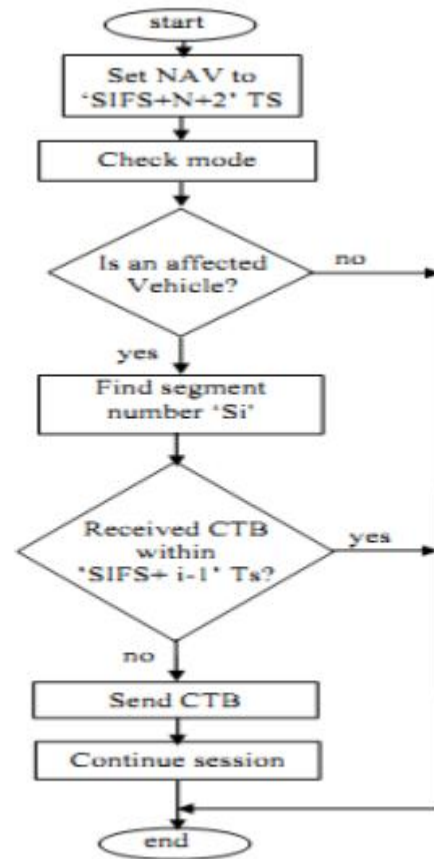 start
Set NAV to
‘SIFS+N+2’ TS
Check mode
Is an affected
Vehicle?
no
yes
Find segment
number ‘Si’
Received CTB
within
‘SIFS+ i-1’ Ts?
yes
no
Send CTB
Continue session
end